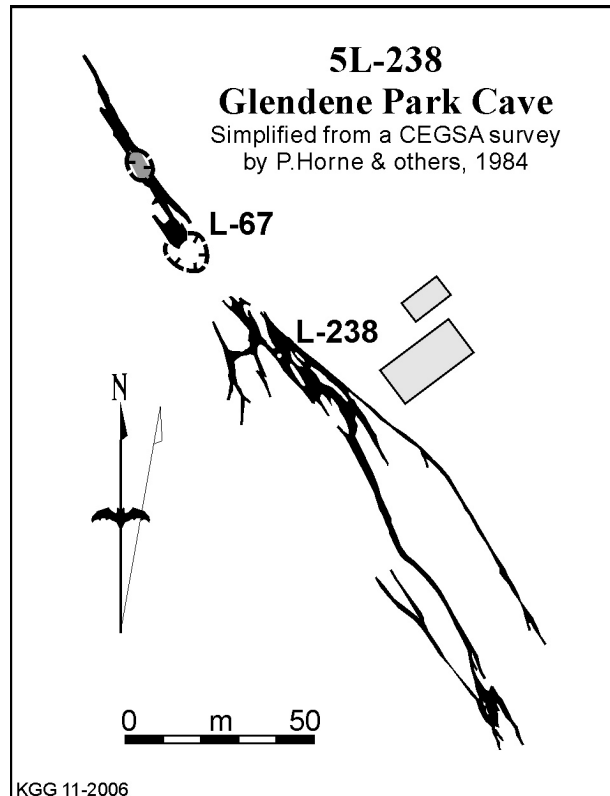 5L-238
Glendene Park Cave
Simplified from a CEGSA survey
by P.Horne & others, 1984
L-67
L-238
N
0 m 50
KGG 11-2006